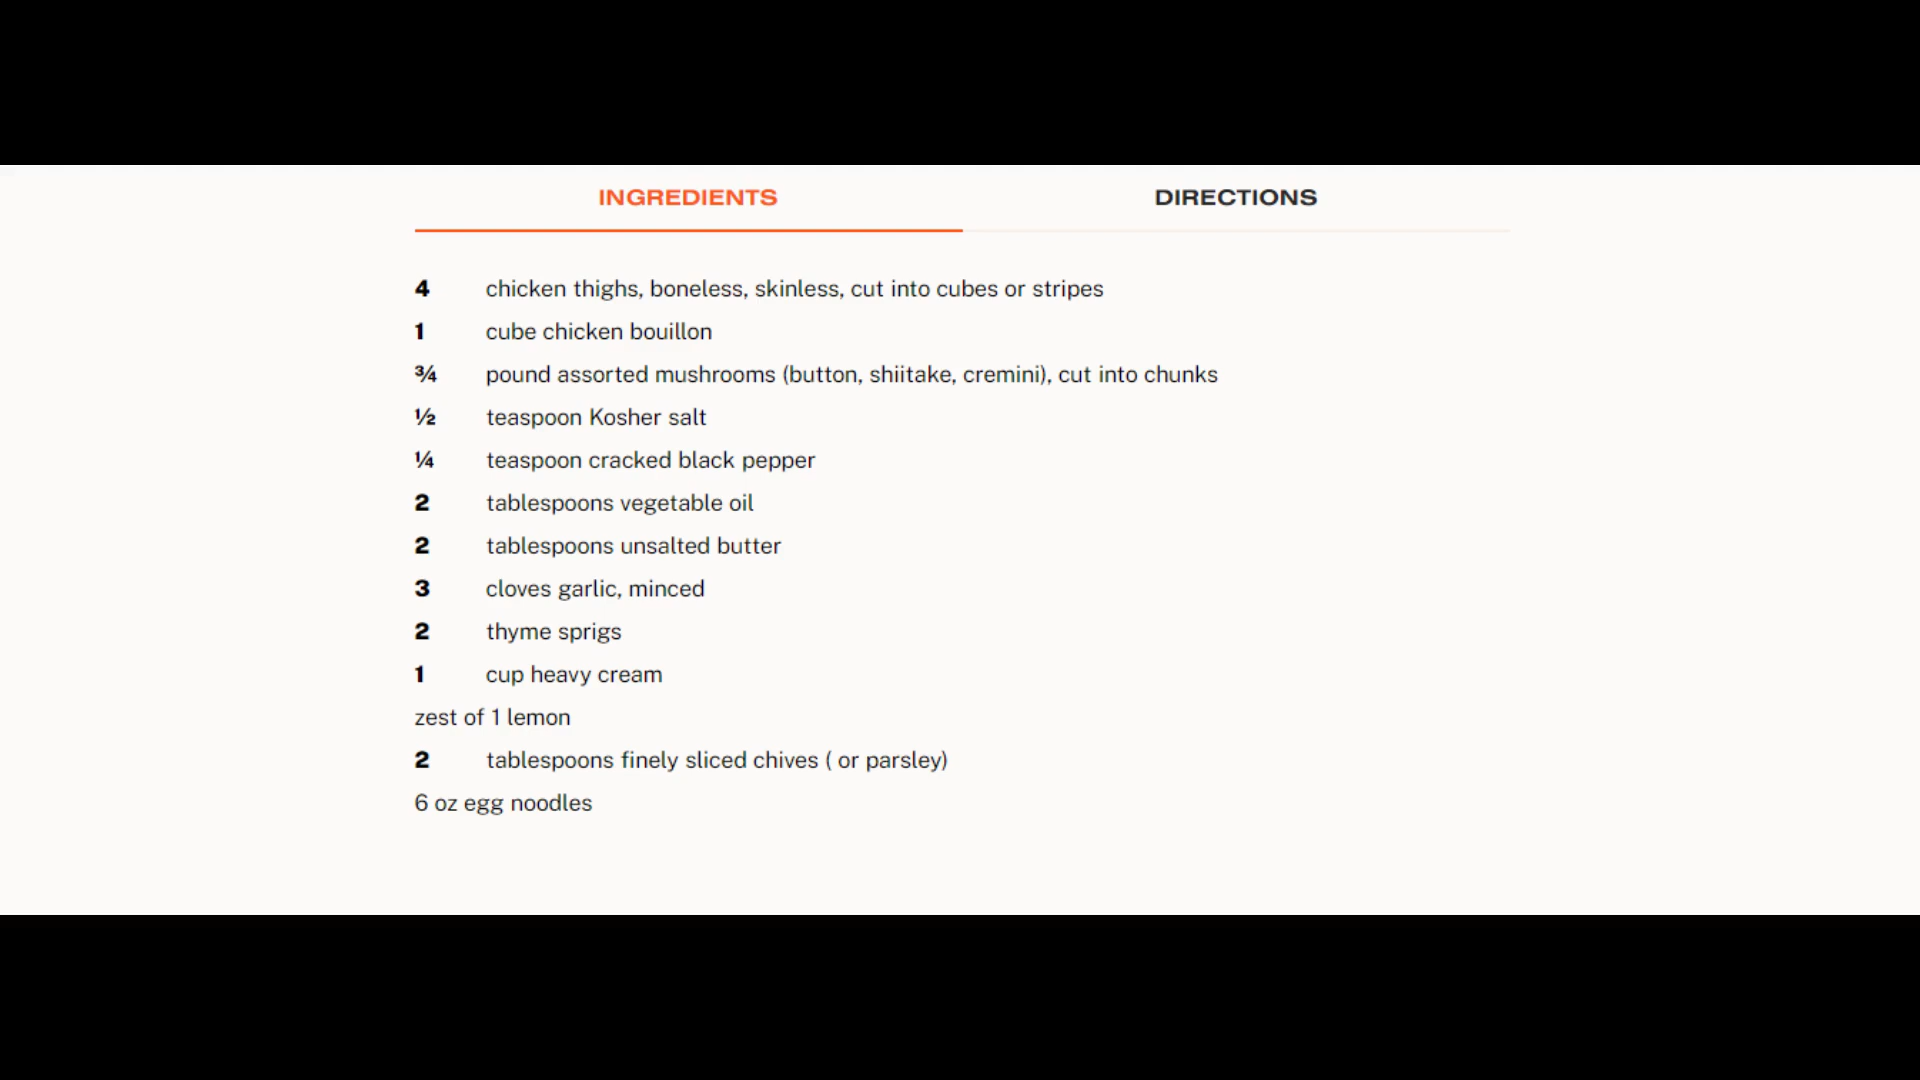 INGREDIENTS DIRECTIONS
4 chicken thighs, boneless, skinless, cut into cubes or stripes
1 cube chicken bouillon
¾ pound assorted mushrooms (button, shiitake, cremini), cut into chunks
½ teaspoon Kosher salt
¼ teaspoon cracked black pepper
2 tablespoons vegetable oil
2 tablespoons unsalted butter
3 cloves garlic, minced
2 thyme sprigs
1 cup heavy cream
zest of 1 lemon
2 tablespoons finely sliced chives ( or parsley)
6 oz egg noodles